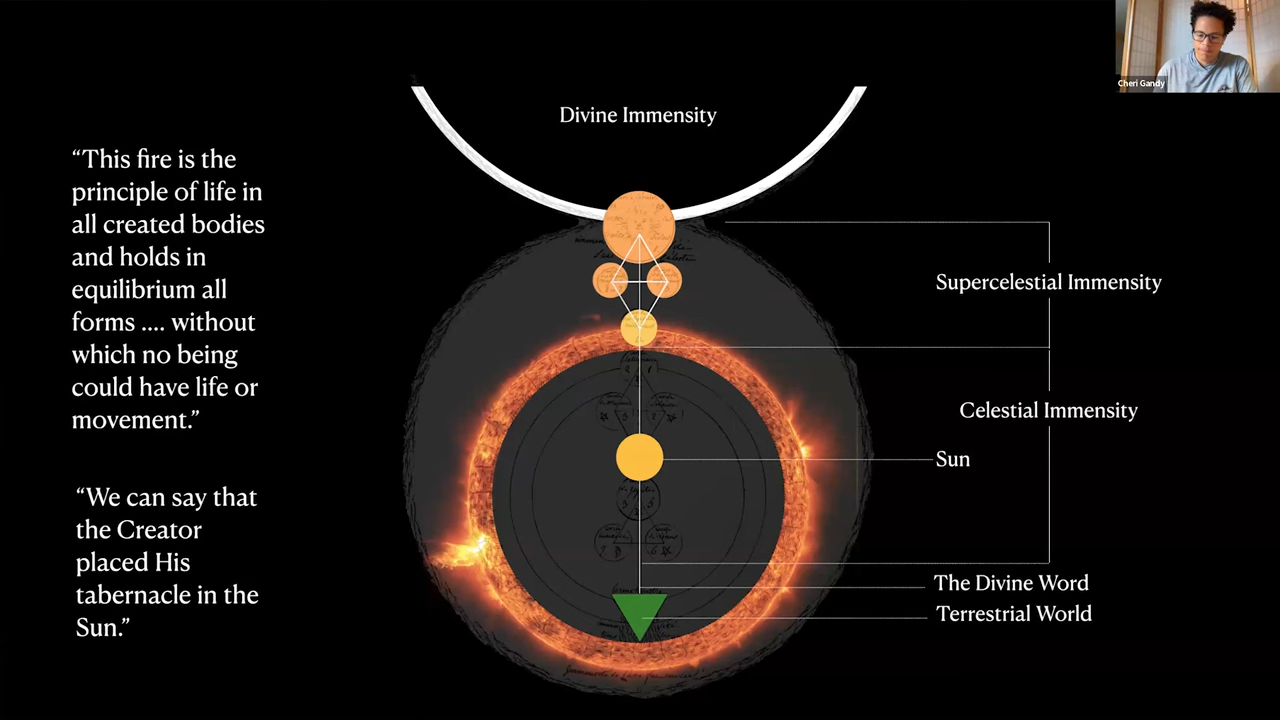 Cheri Gandy
Divine Immensity
“This fire is the
principle of life in
all created bodies
and holds in
equilibrium all
forms .... without
which no being
could have life or
movement.”
“We can say that
the Creator
placed His
tabernacle in the
Sun.”
Supercelestial Immensity
Celestial Immensity
Sun
The Divine Word
Terrestrial World